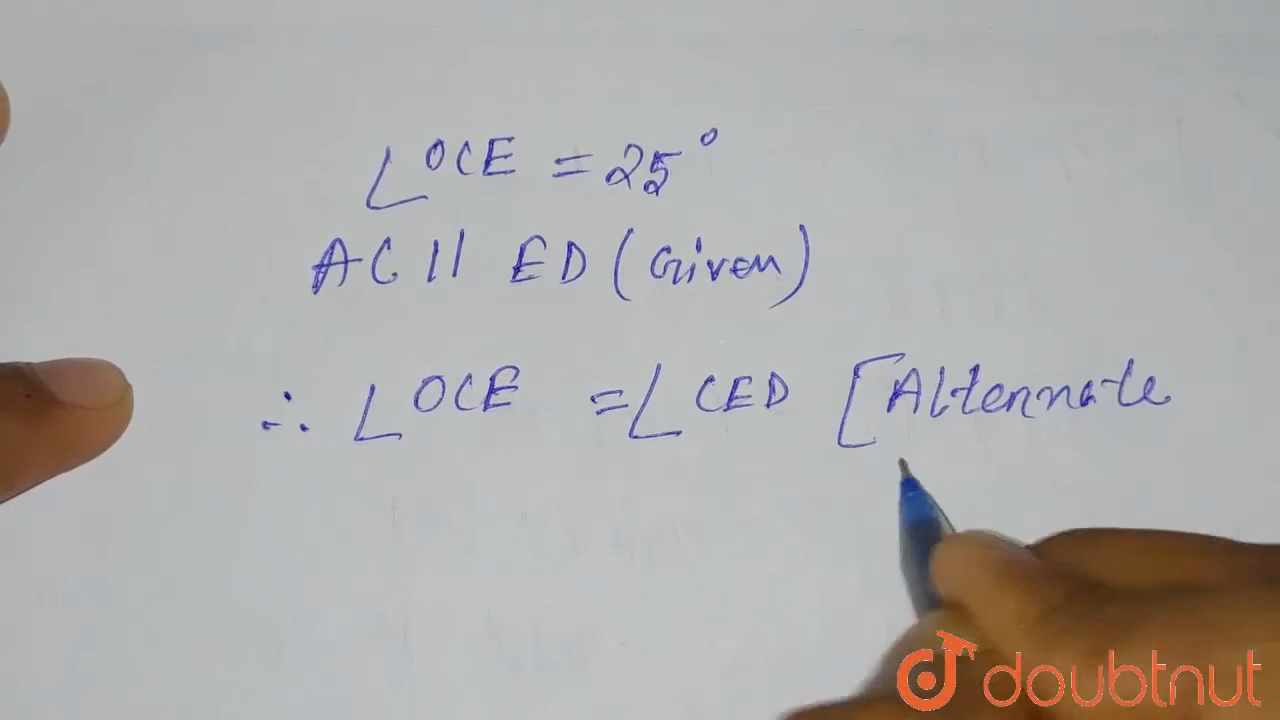 ∠OCE = 25°
AC || ED (Given)
∴ ∠OCE = ∠CED [Alternate
doubtnut